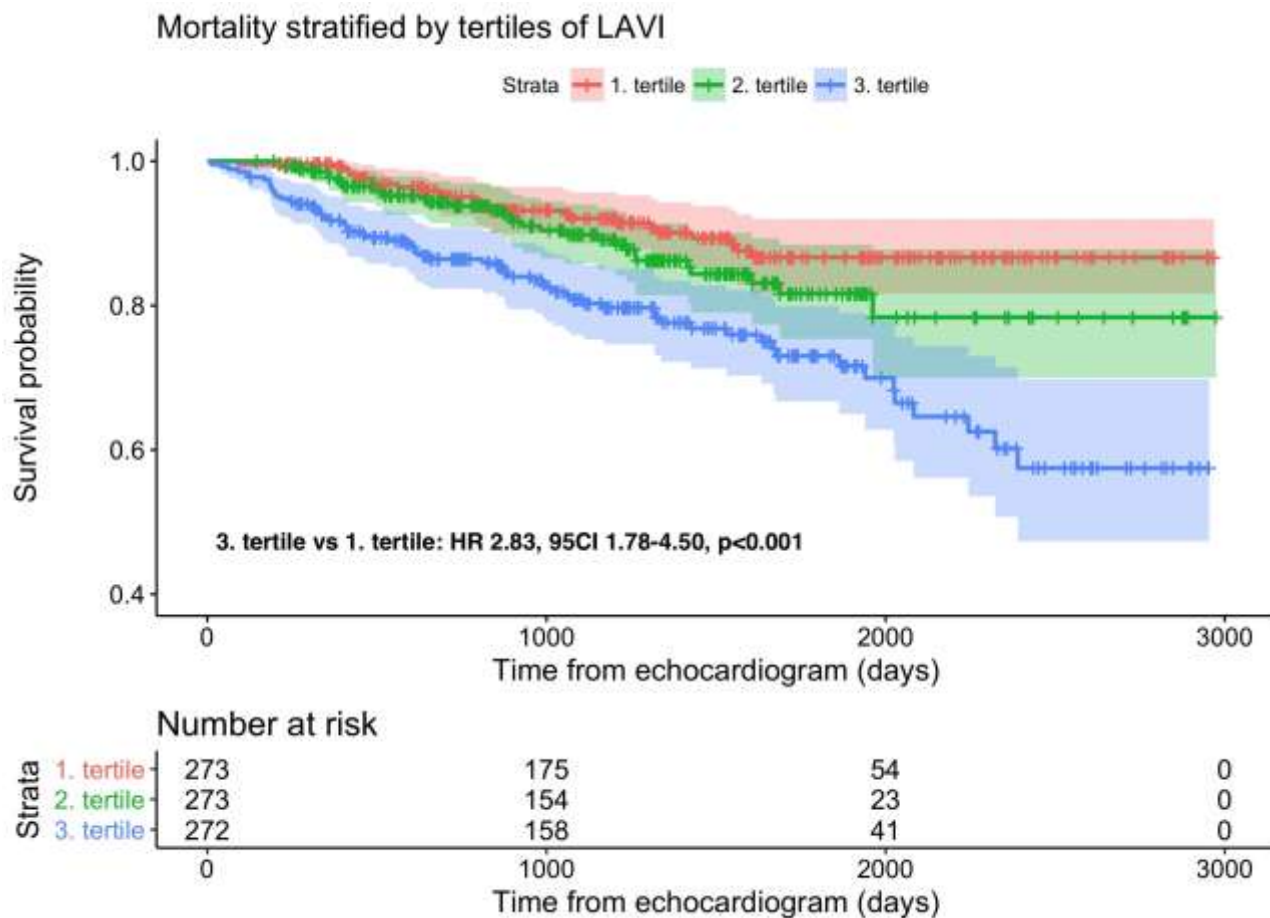 Mortality stratified by tertiles of LAVI
Strata 1. tertile 2. tertile 3. tertile
Survival probability
1.0
0.8
0.6
0.4
3. tertile vs 1. tertile: HR 2.83, 95CI 1.78-4.50, p<0.001
0 1000 2000 3000
Time from echocardiogram (days)
Number at risk
Strata
1. tertile 273 175 54 0
2. tertile 273 154 23 0
3. tertile 272 158 41 0
0 1000 2000 3000
Time from echocardiogram (days)